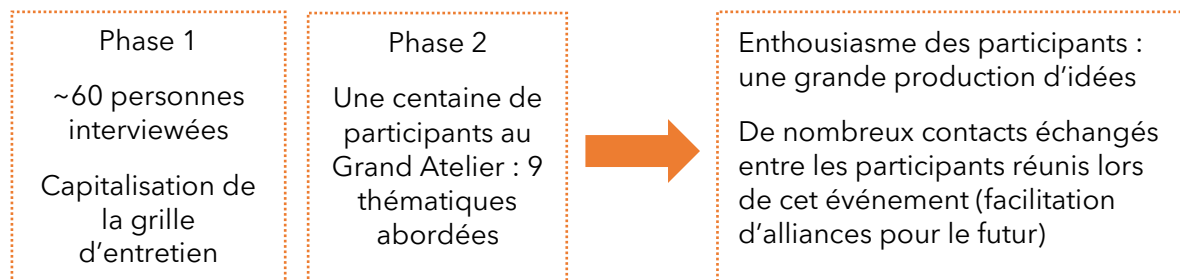 Phase 1
~60 personnes
interviewées
Capitalisation de
la grille
d’entretien
Phase 2
Une centaine de
participants au
Grand Atelier : 9
thématiques
abordées
Enthousiasme des participants :
une grande production d’idées
De nombreux contacts échangés
entre les participants réunis lors
de cet événement (facilitation
d’alliances pour le futur)